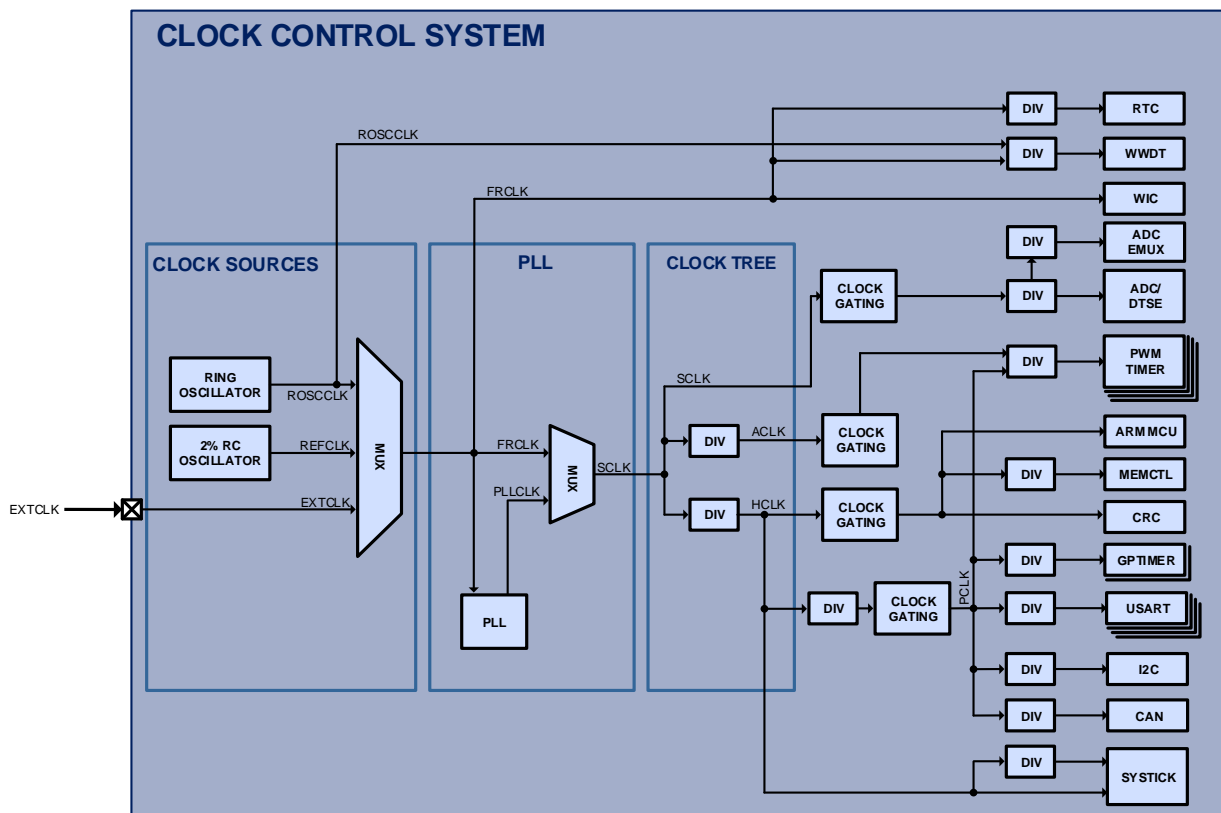 CLOCK CONTROL SYSTEM
DIV
RTC
ROSCCLK
DIV
WWDT
FRCLK
WIC
CLOCK SOURCES
PLL
CLOCK TREE
DIV
ADC
EMUX
CLOCK
GATING
DIV
ADC/
DTSE
RING
OSCILLATOR
ROSCCLK
SCLK
DIV
PWM
TIMER
2% RC
OSCILLATOR
REFCLK
MUX
FRCLK
MUX
SCLK
DIV
ACLK
CLOCK
GATING
ARM MCU
DIV
MEMCTL
EXTCLK
EXTCLK
PLLCLK
DIV
HCLK
CLOCK
GATING
CRC
DIV
GPTIMER
PLL
DIV
CLOCK
GATING
PCLK
DIV
USART
DIV
I2C
DIV
CAN
DIV
SYSTICK